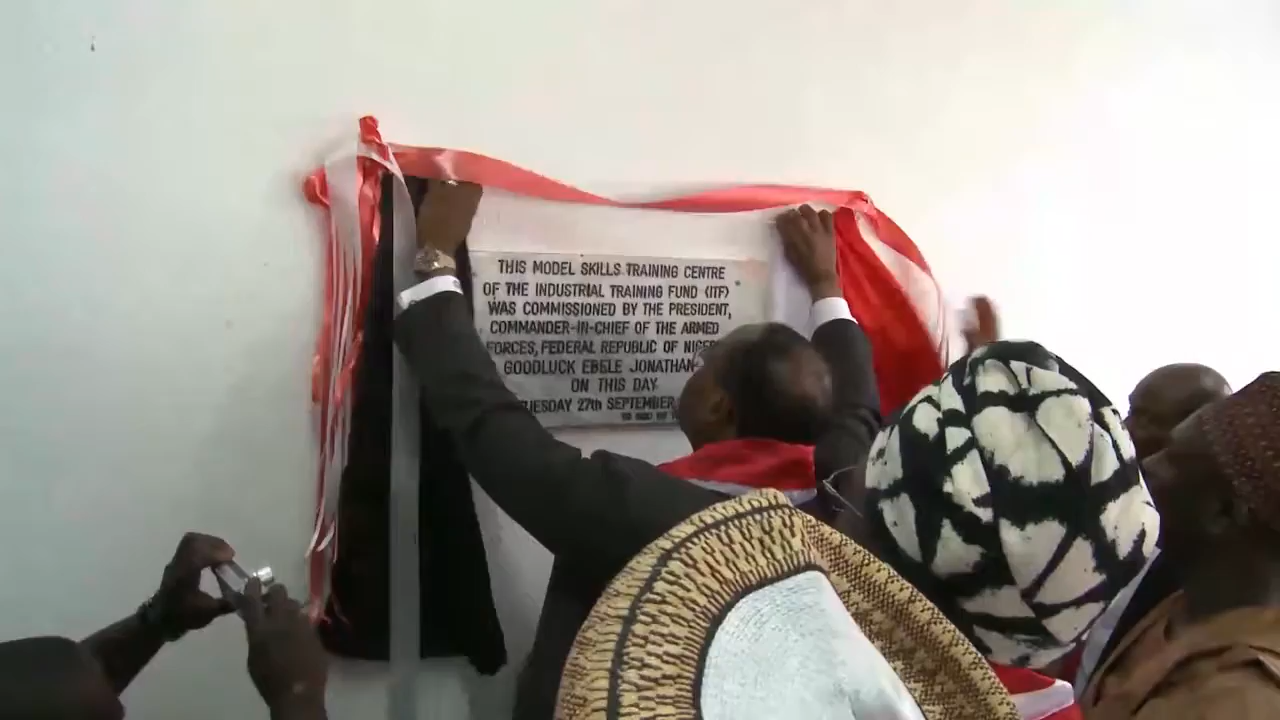 THIS MODEL SKILLS TRAINING CENTRE
OF THE INDUSTRIAL TRAINING FUND (ITF)
WAS COMMISSIONED BY THE PRESIDENT,
COMMANDER-IN-CHIEF OF THE ARMED
FORCES, FEDERAL REPUBLIC OF
GOODLUCK EBELE JONATHAN
ON THIS DAY
27th SEPTEMBER